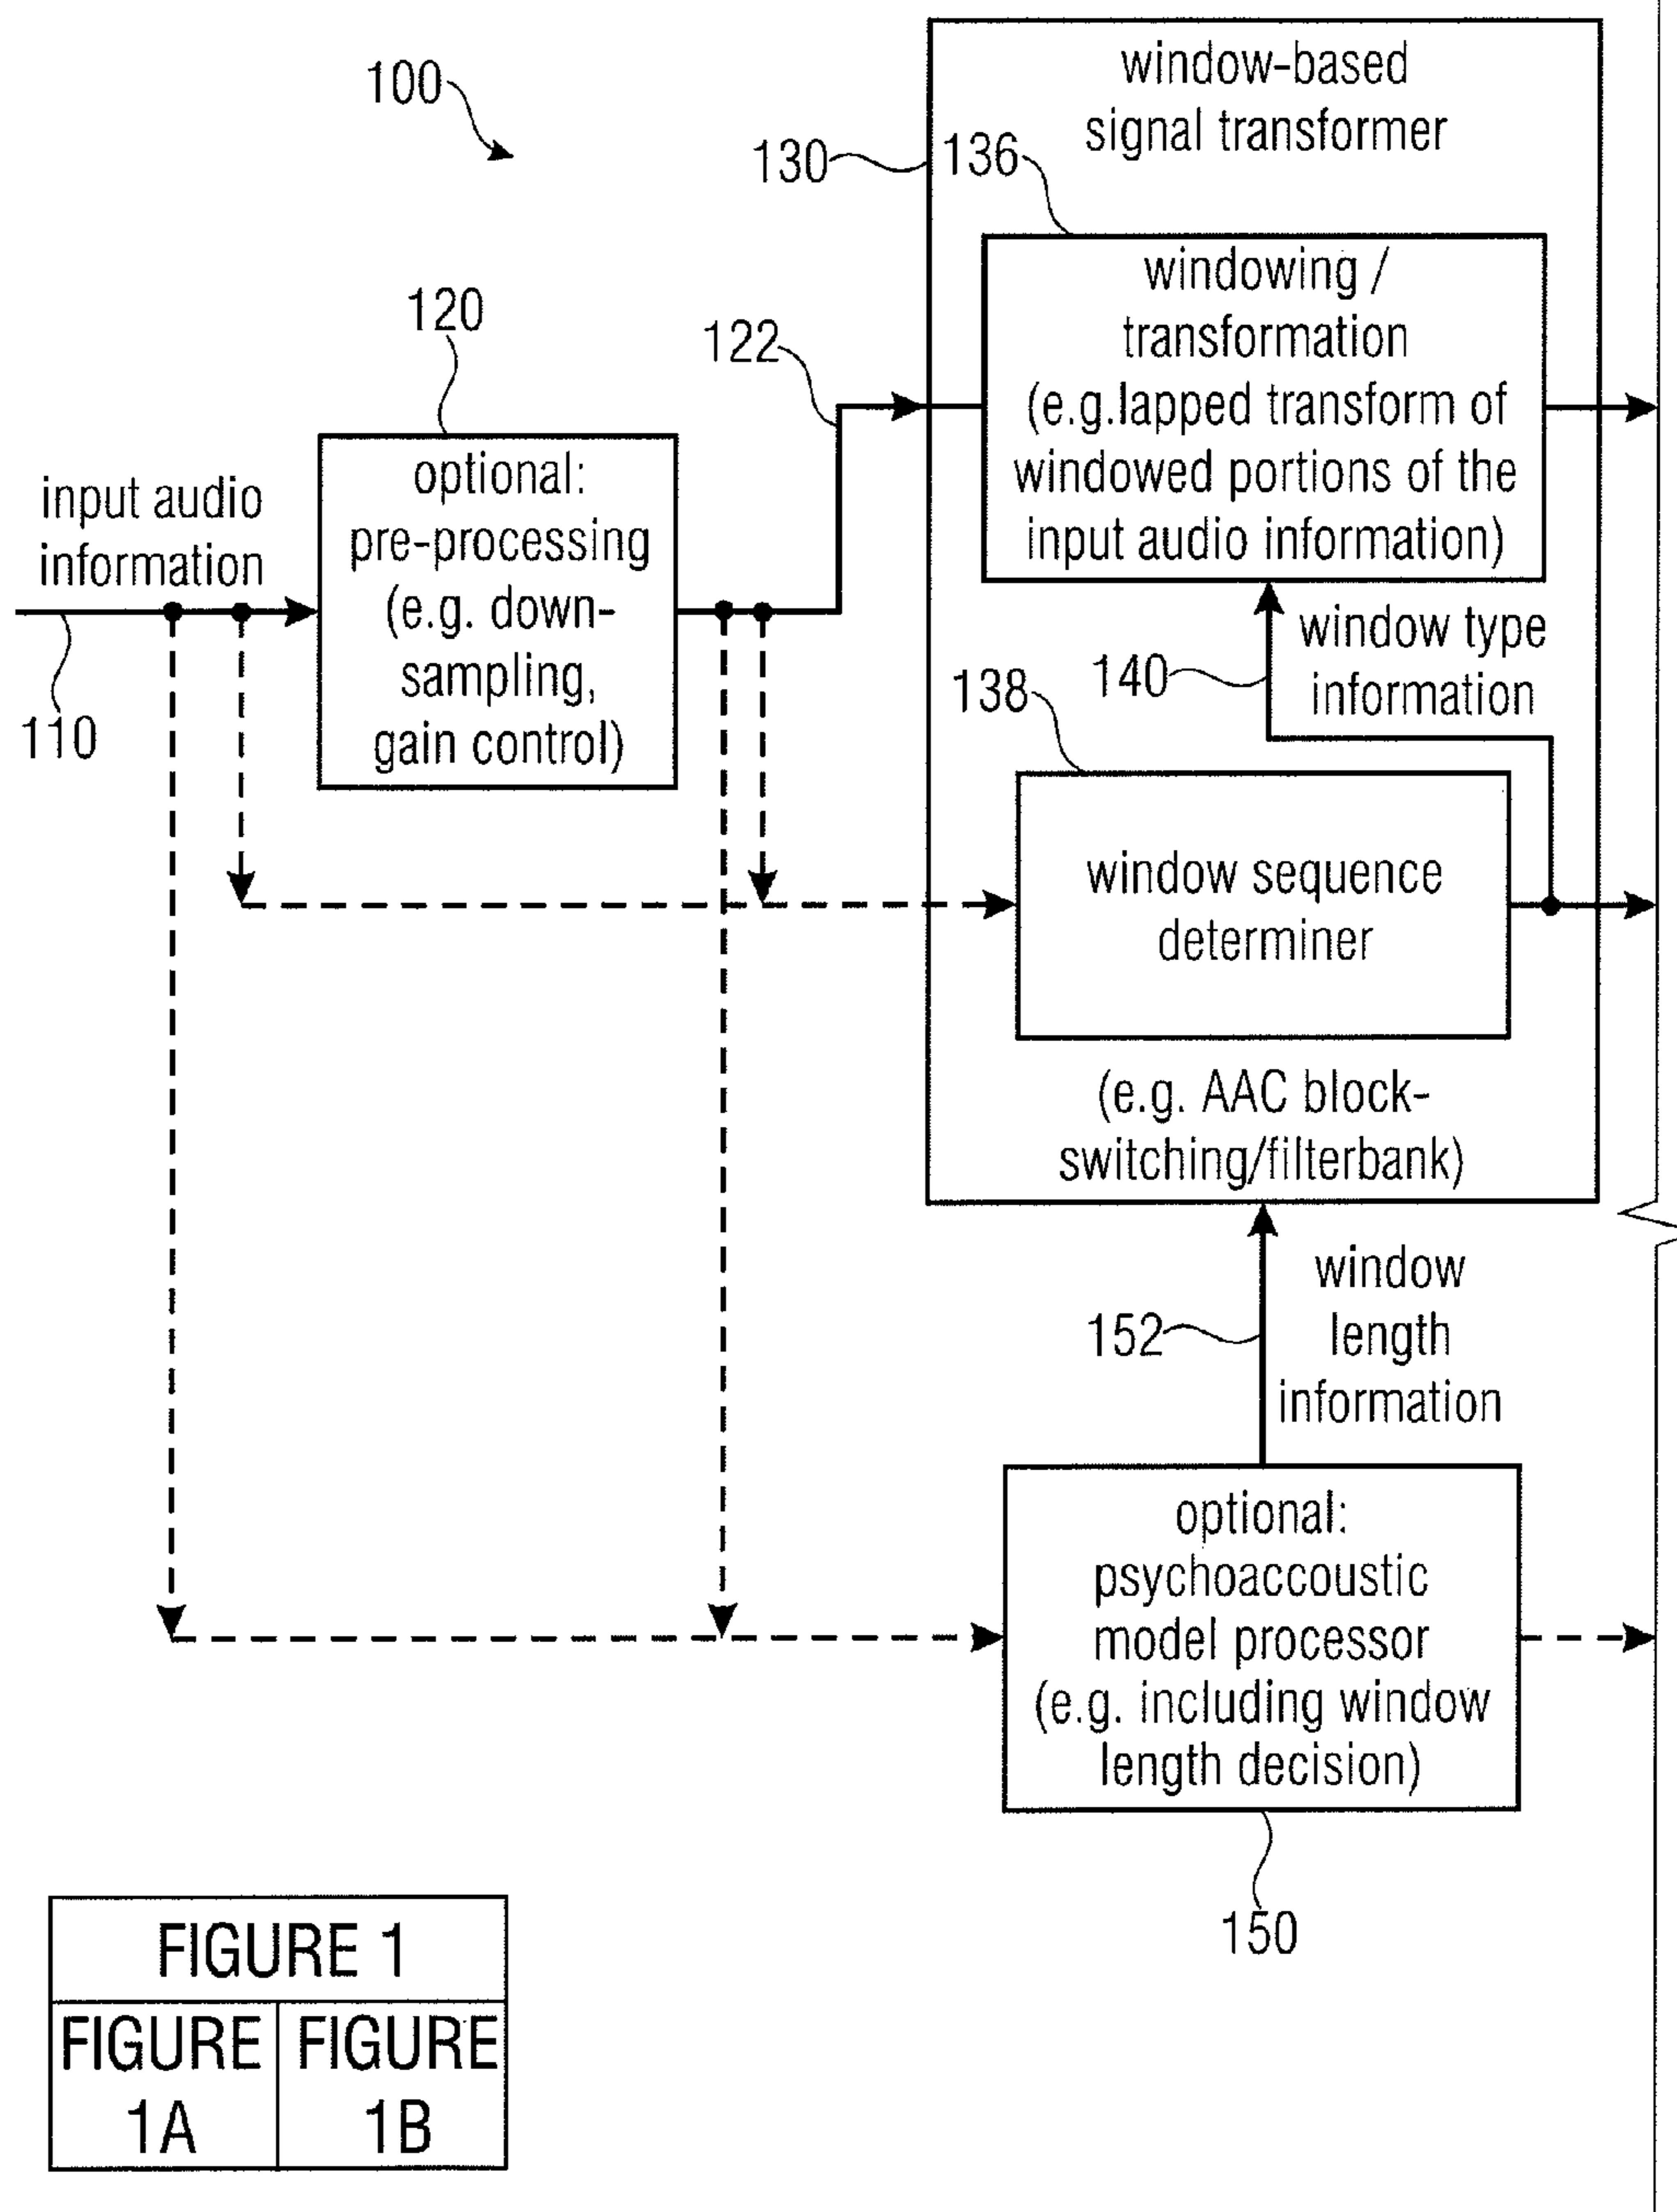 100
window-based
signal transformer
130
136
windowing /
transformation
(e.g.lapped transform of
windowed portions of the
input audio information)
120
122
optional:
pre-processing
(e.g. down-
sampling,
gain control)
input audio
information
110
window type
information
140
138
window sequence
determiner
(e.g. AAC block-
switching/filterbank)
window
length
information
152
optional:
psychoaccoustic
model processor
(e.g. including window
length decision)
150
FIGURE 1
FIGURE
1A
FIGURE
1B